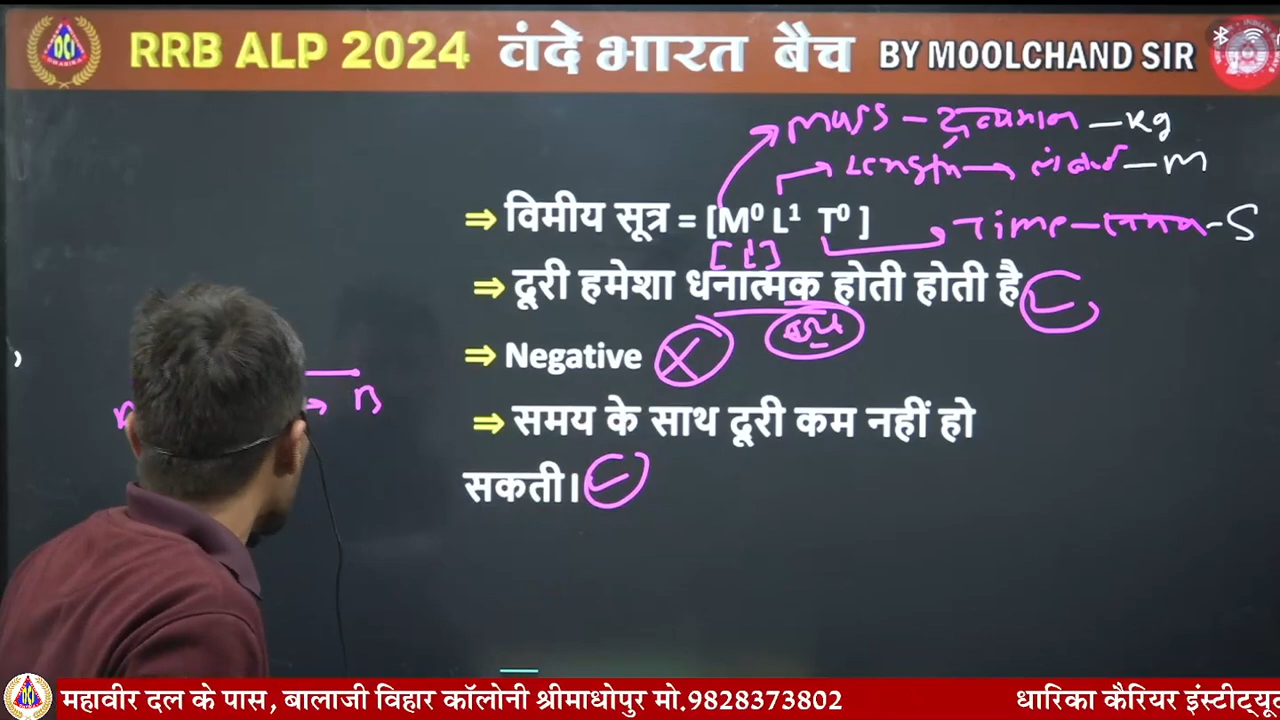 DCI
RRB ALP 2024 वंदे भारत बैच BY MOOLCHAND SIR
Mass – द्रव्यमान – Kg
Length → लंबाई – M
⇒ विमीय सूत्र = [M⁰ L¹ T⁰ ]
Time – समय – S
[L]
⇒ दूरी हमेशा धनात्मक होती होती है
⇒ Negative
B
⇒ समय के साथ दूरी कम नहीं हो
सकती।
महावीर दल के पास, बालाजी विहार कॉलोनी श्रीमाधोपुर मो.9828373802 धारिका कैरियर इंस्टीट्यू